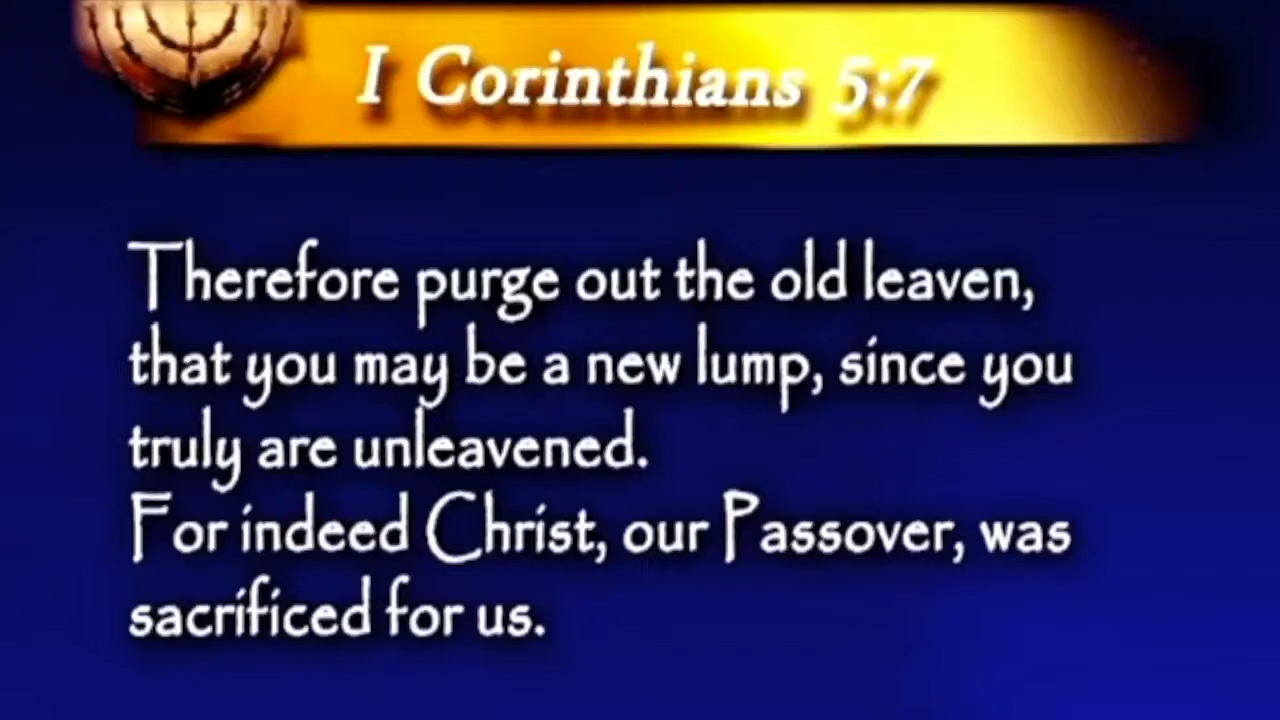 I Corinthians 5:7
Therefore purge out the old leaven,
that you may be a new lump, since you
truly are unleavened.
For indeed Christ, our Passover, was
sacrificed for us.